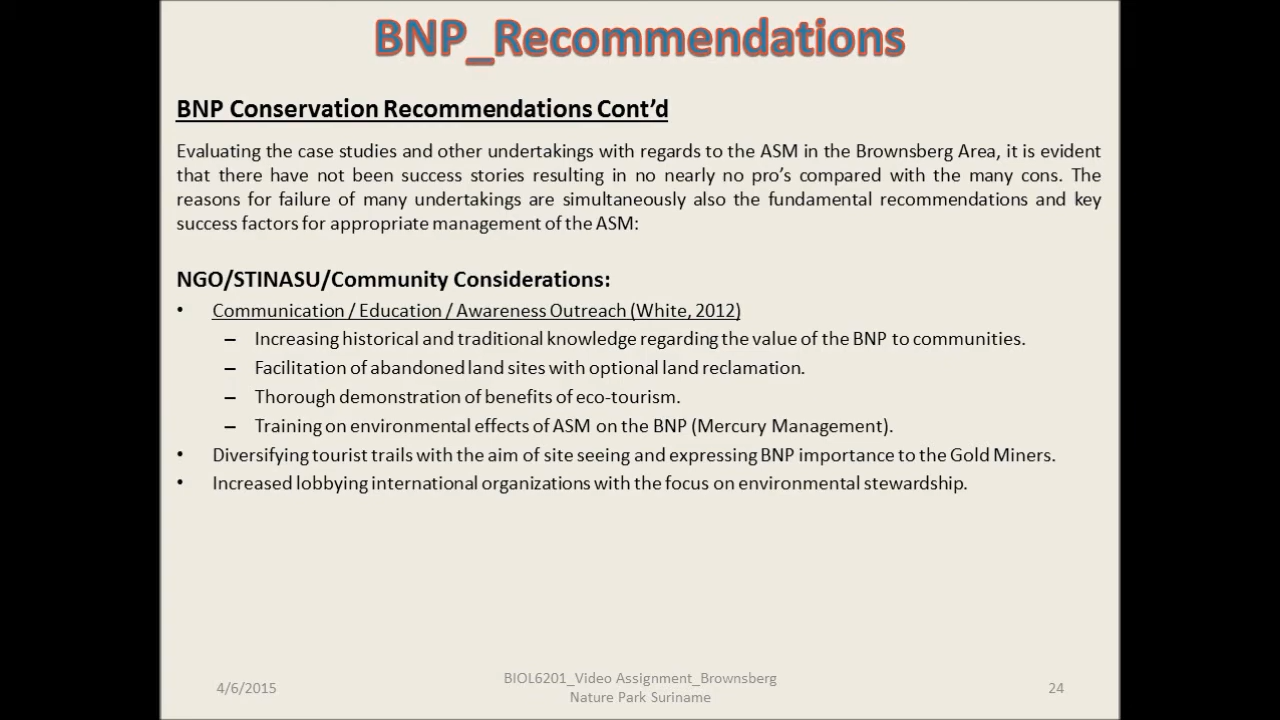 BNP_Recommendations
BNP Conservation Recommendations Cont’d
Evaluating the case studies and other undertakings with regards to the ASM in the Brownsberg Area, it is evident
that there have not been success stories resulting in no nearly no pro’s compared with the many cons. The
reasons for failure of many undertakings are simultaneously also the fundamental recommendations and key
success factors for appropriate management of the ASM:
NGO/STINASU/Community Considerations:
• Communication / Education / Awareness Outreach (White, 2012)
– Increasing historical and traditional knowledge regarding the value of the BNP to communities.
– Facilitation of abandoned land sites with optional land reclamation.
– Thorough demonstration of benefits of eco-tourism.
– Training on environmental effects of ASM on the BNP (Mercury Management).
• Diversifying tourist trails with the aim of site seeing and expressing BNP importance to the Gold Miners.
• Increased lobbying international organizations with the focus on environmental stewardship.
4/6/2015
BIOL6201_Video Assignment_Brownsberg
Nature Park Suriname
24